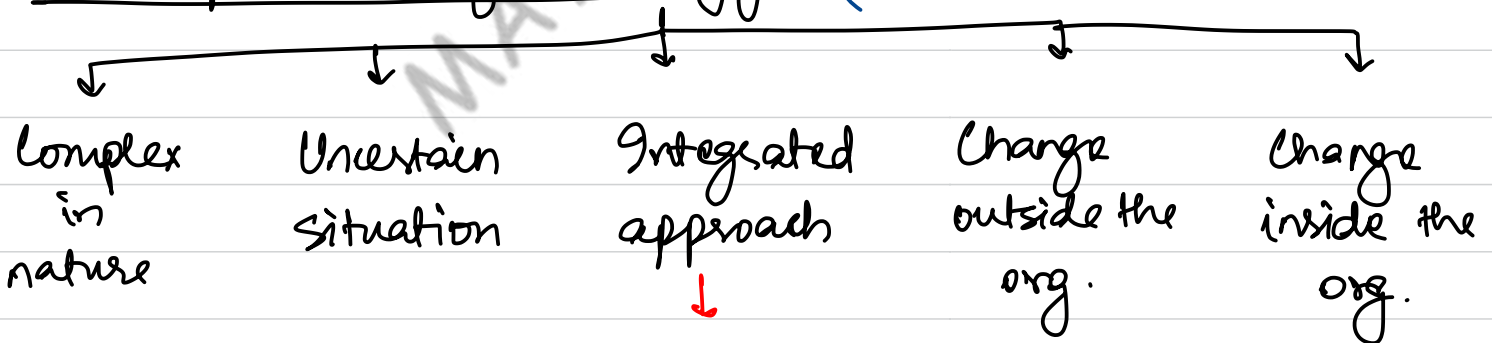 Complex Uncertain Integrated Change Change
in situation approach outside the inside the
nature org. org.